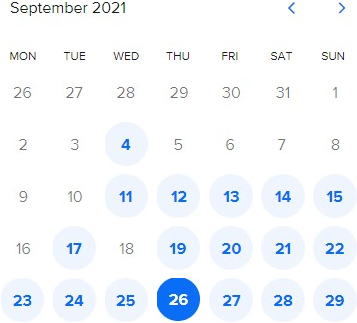 September 2021
MON TUE WED THU FRI SAT SUN
26 27 28 29 30 31 1
2 3 4 5 6 7 8
9 10 11 12 13 14 15
16 17 18 19 20 21 22
23 24 25 26 27 28 29